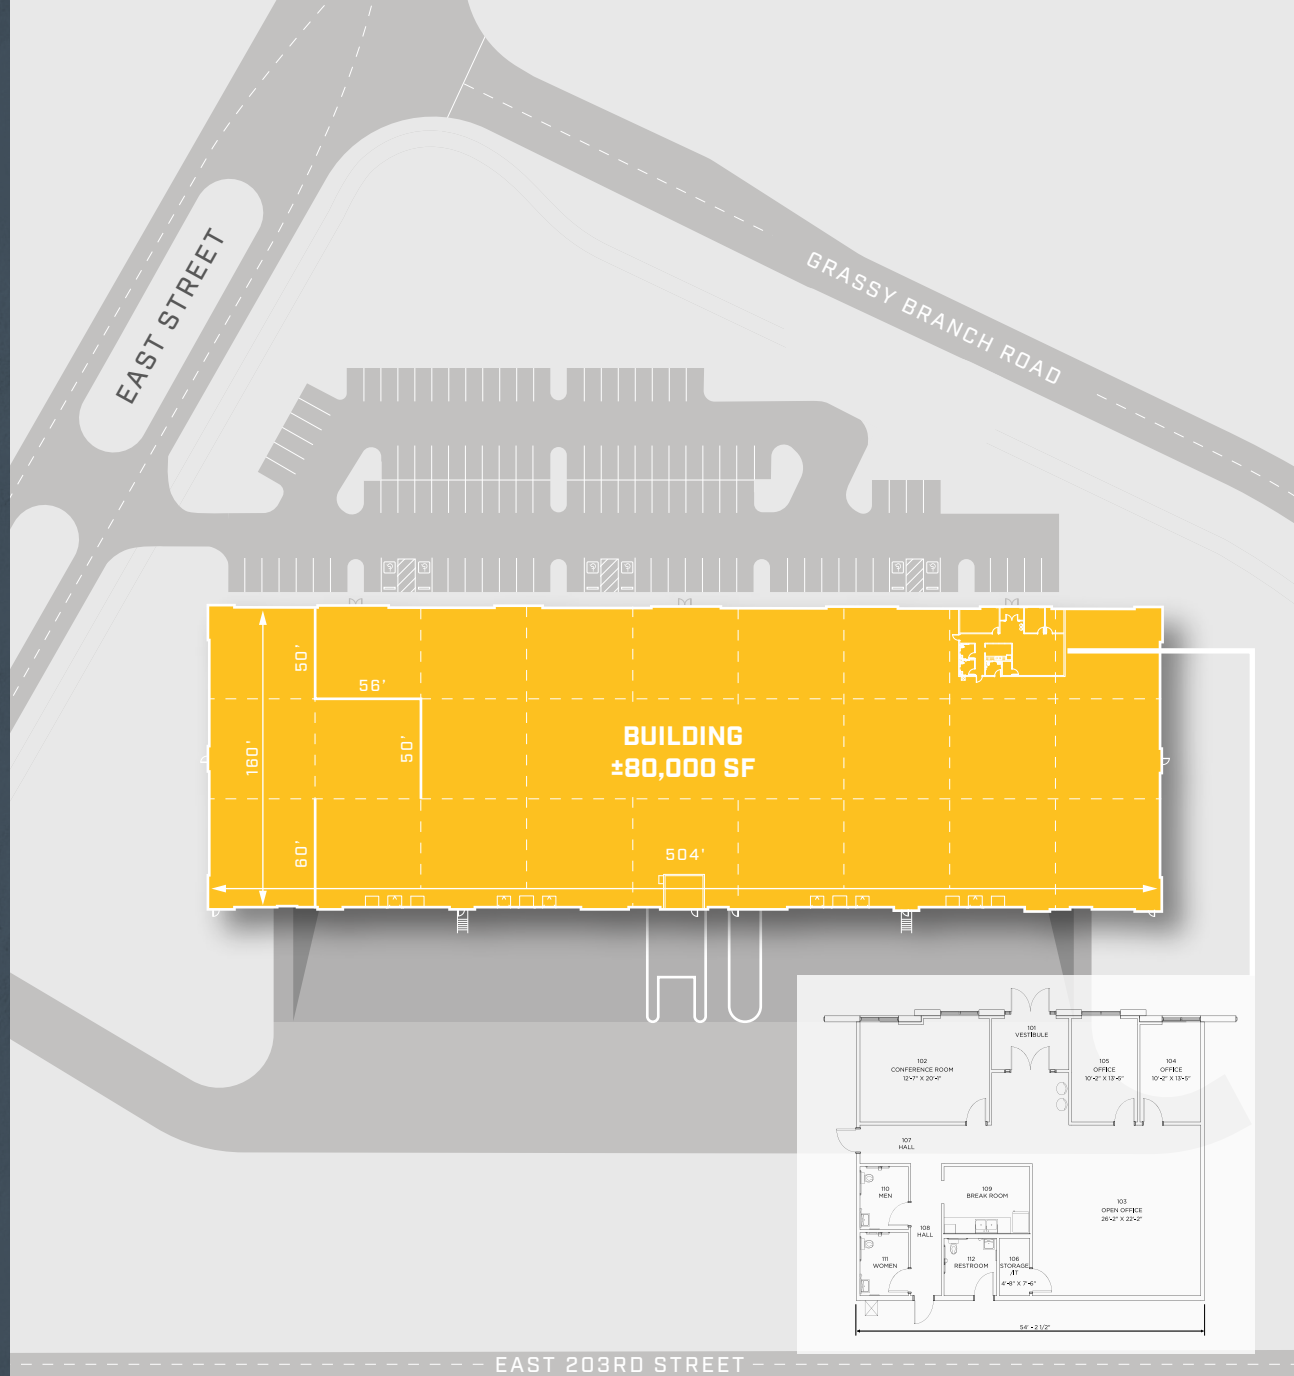 EAST STREET
GRASSY BRANCH ROAD
50'
56'
50'
160'
BUILDING
±80,000 SF
60'
504'
101
VESTIBULE
102
CONFERENCE ROOM
12'-7" X 20'-1"
105
OFFICE
10'-2" X 13'-5"
104
OFFICE
10'-2" X 13'-5"
107
HALL
110
MEN
109
BREAK ROOM
103
OPEN OFFICE
26'-2" X 22'-2"
108
HALL
111
WOMEN
112
RESTROOM
106
STORAGE
/IT
4'-8" X 7'-6"
54' - 2 1/2"
EAST 203RD STREET